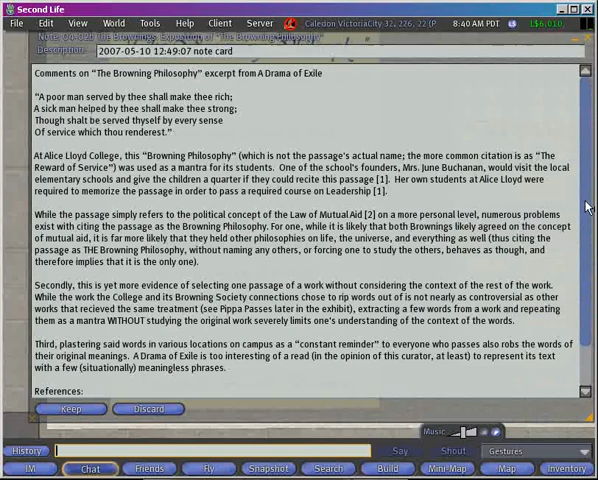 Second Life
File Edit View World Tools Help Client Server Caledon VictoriaCity 32, 226, 22 (P 8:40 AM PDT L$6,010
Description: 2007-05-10 12:49:07 note card
Comments on "The Browning Philosophy" excerpt from A Drama of Exile
"A poor man served by thee shall make thee rich;
A sick man helped by thee shall make thee strong;
Though shalt be served thyself by every sense
Of service which thou renderest."
At Alice Lloyd College, this "Browning Philosophy" (which is not the passage's actual name; the more common citation is as "The
Reward of Service") was used as a mantra for its students. One of the school's founders, Mrs. June Buchanan, would visit the local
elementary schools and give the children a quarter if they could recite this passage [1]. Her own students at Alice Lloyd were
required to memorize the passage in order to pass a required course on Leadership [1].
While the passage simply refers to the political concept of the Law of Mutual Aid [2] on a more personal level, numerous problems
exist with citing the passage as the Browning Philosophy. For one, while it is likely that both Brownings likely agreed on the concept
of mutual aid, it is far more likely that they held other philosophies on life, the universe, and everything as well (thus citing the
passage as THE Browning Philosophy, without naming any others, or forcing one to study the others, behaves as though, and
therefore implies that it is the only one).
Secondly, this is yet more evidence of selecting one passage of a work without considering the context of the rest of the work.
While the work the College and its Browning Society connections chose to rip words out of is not nearly as controversial as other
works that recieved the same treatment (see Pippa Passes later in the exhibit), extracting a few words from a work and repeating
them as a mantra WITHOUT studying the original work severely limits one's understanding of the context of the words.
Third, plastering said words in various locations on campus as a "constant reminder" to everyone who passes also robs the words of
their original meanings. A Drama of Exile is too interesting of a read (in the opinion of this curator, at least) to represent its text
with a few (situationally) meaningless phrases.
References:
Keep Discard
Music
History Say Shout Gestures
IM Chat Friends Fly Snapshot Search Build Mini-Map Map Inventory